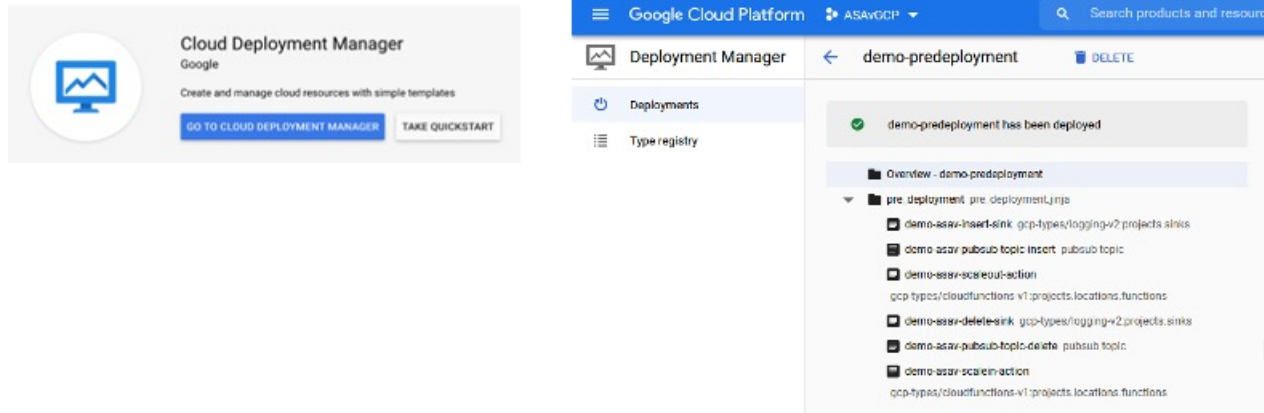 Cloud Deployment Manager
Google
Create and manage cloud resources with simple templates
GO TO CLOUD DEPLOYMENT MANAGER TAKE QUICKSTART
Google Cloud Platform ASAvGCP Search products and resourc
Deployment Manager demo-predeployment DELETE
Deployments
Type registry
demo-predeployment has been deployed
Overview - demo-predeployment
pre_deployment pre_deployment.jinja
demo-asav-insert-sink gcp-types/logging-v2:projects.sinks
demo-asav-pubsub-topic-insert pubsub topic
demo-asav-scaleout-action
gcp-types/cloudfunctions-v1:projects.locations.functions
demo-asav-delete-sink gcp-types/logging-v2:projects.sinks
demo-asav-pubsub-topic-delete pubsub topic
demo-asav-scalein-action
gcp-types/cloudfunctions-v1:projects.locations.functions